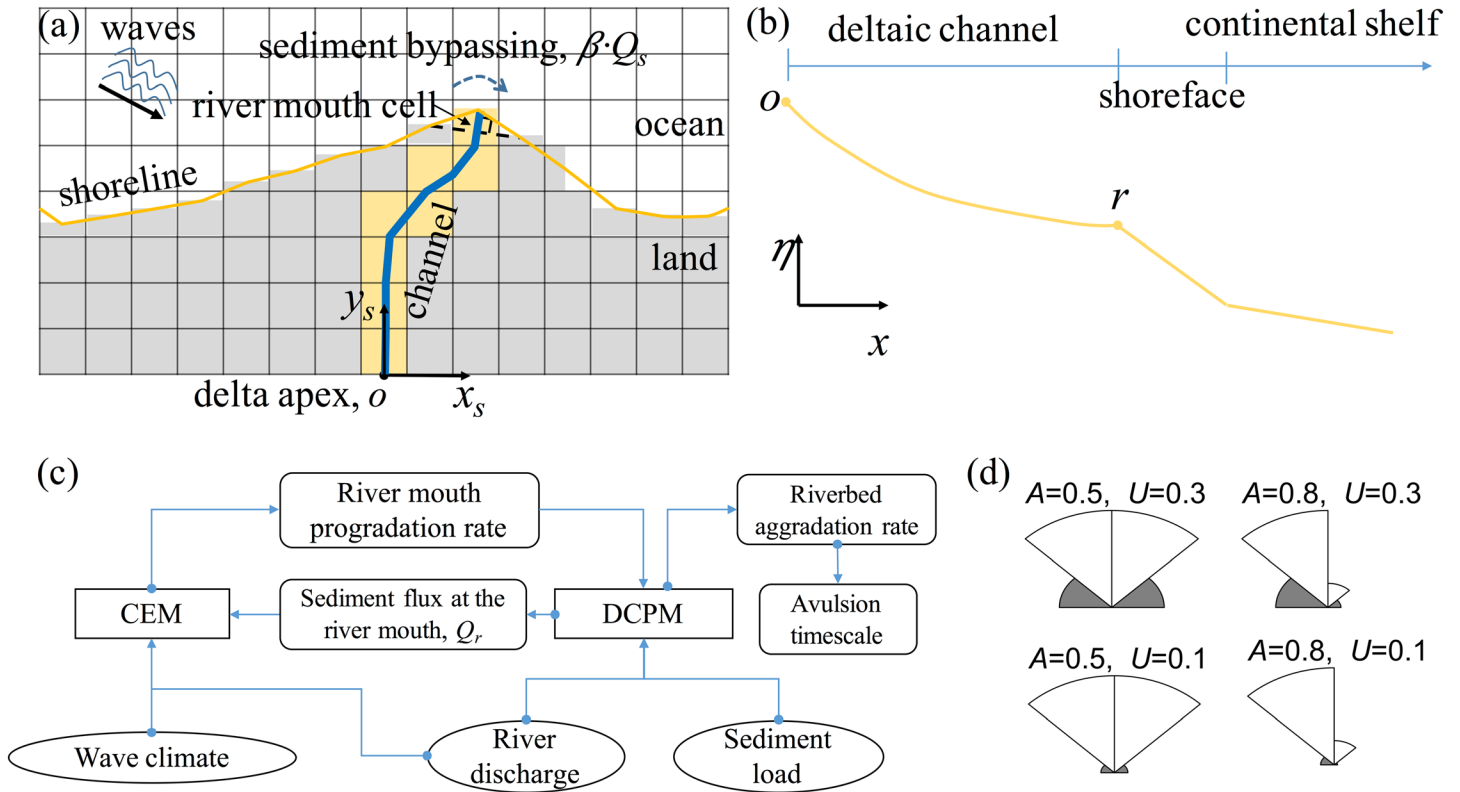 (a)
waves
sediment bypassing, β·Qs
river mouth cell
ocean
shoreline
channel
land
ys
delta apex, o
xs
(b)
deltaic channel
continental shelf
shoreface
o
r
η
x
(c)
River mouth
progradation rate
Riverbed
aggradation rate
CEM
Sediment flux at the
river mouth, Qr
DCPM
Avulsion
timescale
Wave climate
River
discharge
Sediment
load
(d)
A=0.5, U=0.3
A=0.8, U=0.3
A=0.5, U=0.1
A=0.8, U=0.1